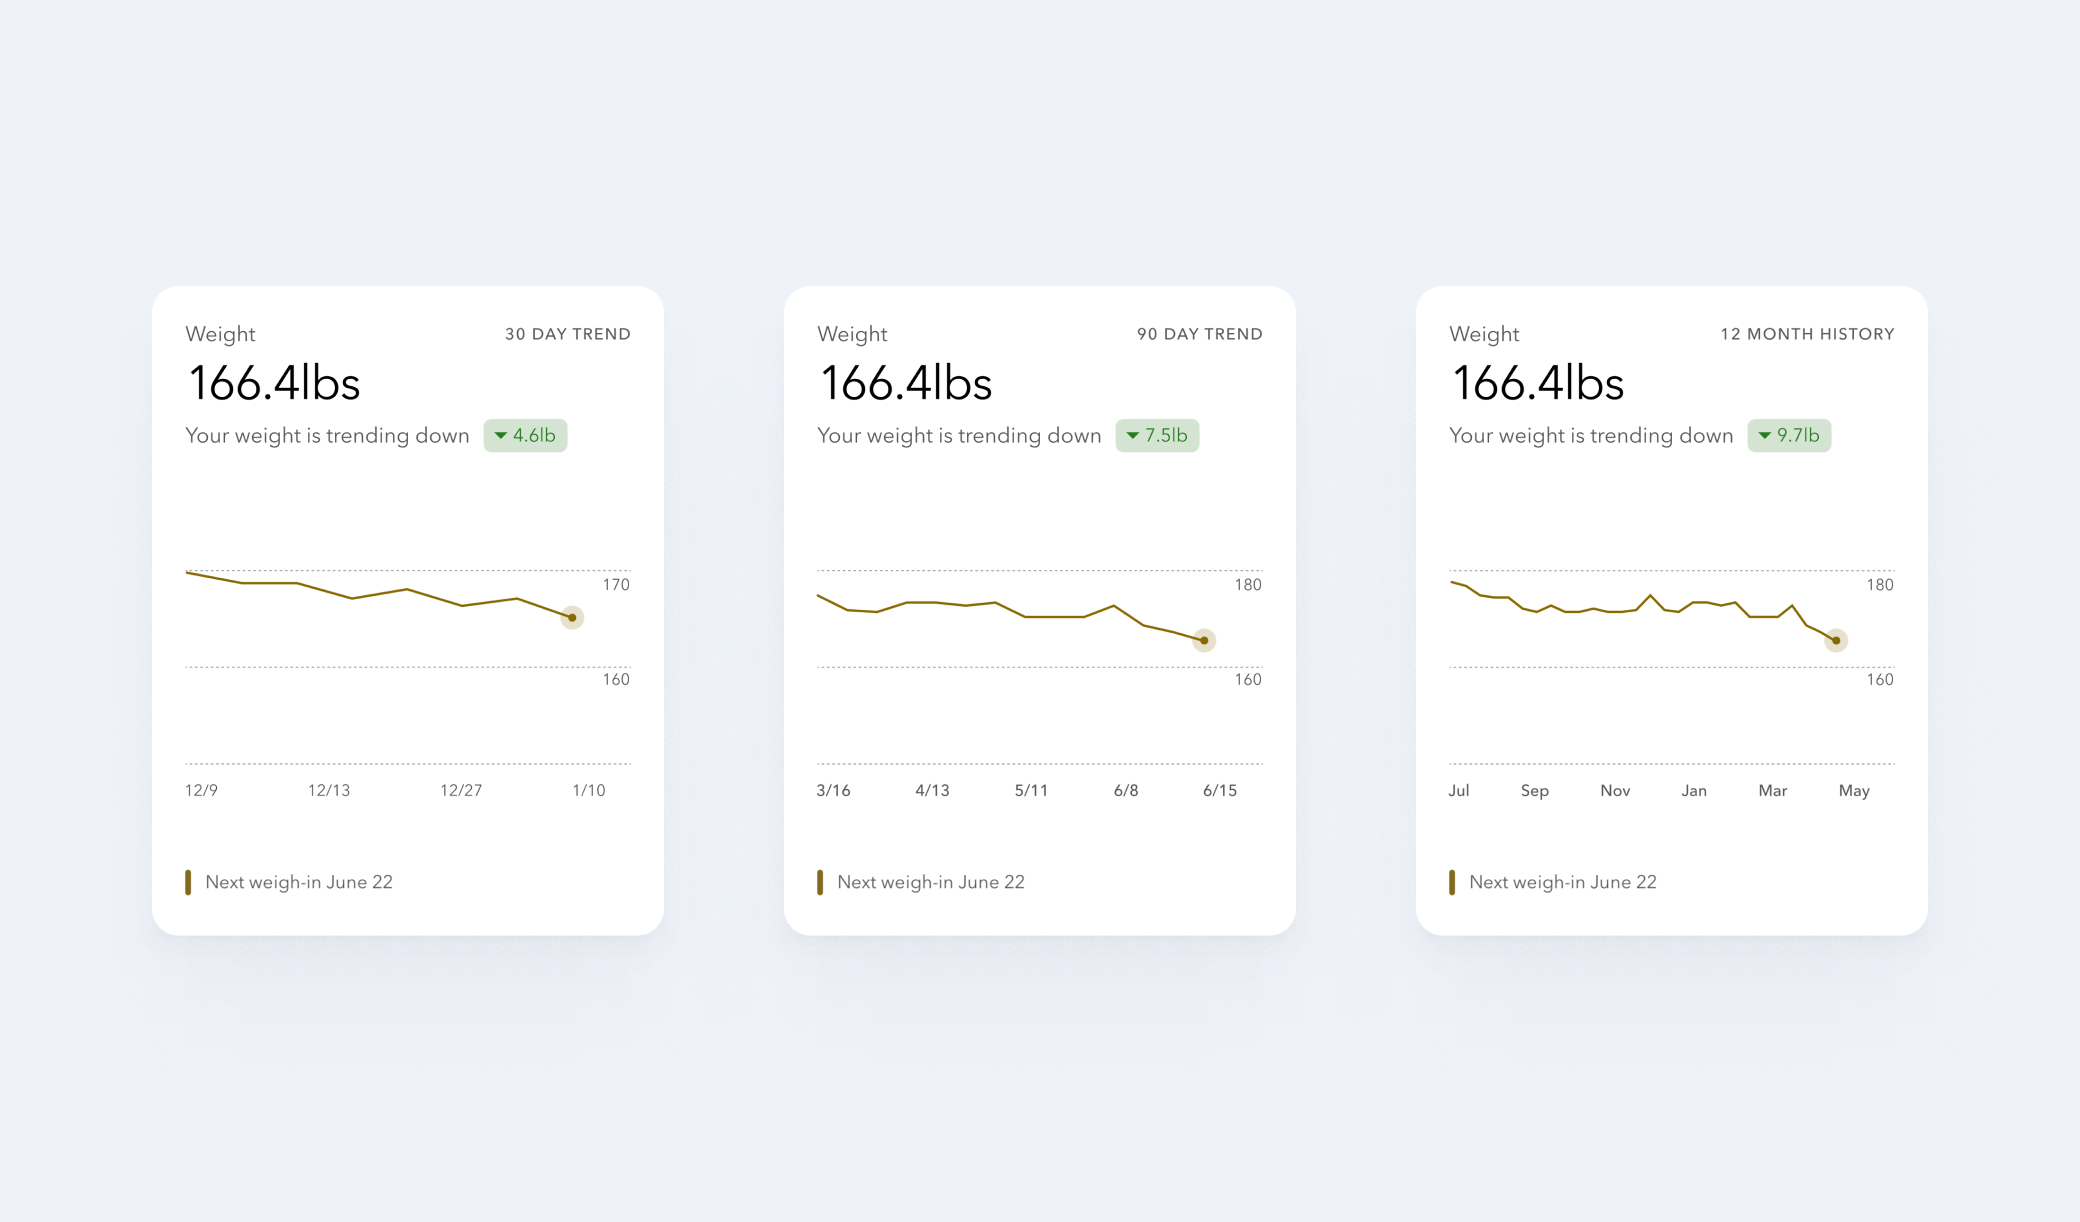 Weight
30 DAY TREND
166.4lbs
Your weight is trending down
4.6lb
170
160
12/9 12/13 12/27 1/10
Next weigh-in June 22
Weight
90 DAY TREND
166.4lbs
Your weight is trending down
7.5lb
180
160
3/16 4/13 5/11 6/8 6/15
Next weigh-in June 22
Weight
12 MONTH HISTORY
166.4lbs
Your weight is trending down
9.7lb
180
160
Jul Sep Nov Jan Mar May
Next weigh-in June 22